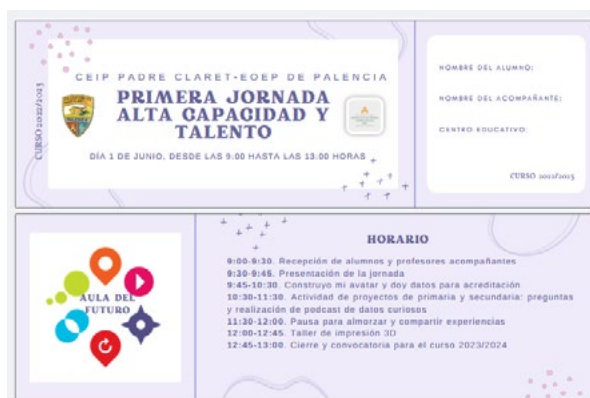 CURSO 2022/2023
CEIP PADRE CLARET-EOEP DE PALENCIA
PRIMERA JORNADA
ALTA CAPACIDAD Y
TALENTO
DÍA 1 DE JUNIO, DESDE LAS 9:00 HASTA LAS 13:00 HORAS
NOMBRE DEL ALUMNO:
NOMBRE DEL ACOMPAÑANTE:
CENTRO EDUCATIVO:
CURSO 2022/2023
AULA DEL
FUTURO
HORARIO
9:00-9:30. Recepción de alumnos y profesores acompañantes
9:30-9:45. Presentación de la jornada
9:45-10:30. Construyo mi avatar y doy datos para acreditación
10:30-11:30. Actividad de proyectos de primaria y secundaria: preguntas
y realización de podcast de datos curiosos
11:30-12:00. Pausa para almorzar y compartir experiencias
12:00-12:45. Taller de impresión 3D
12:45-13:00. Cierre y convocatoria para el curso 2023/2024